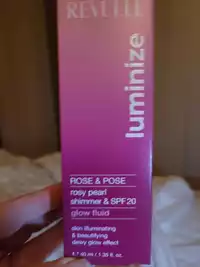 REVUELE
luminize
ROSE & POSE
rosy pearl
shimmer & SPF20
glow fluid
skin illuminating
& beautifying
dewy glow effect
40 ml / 1.35 fl. oz.